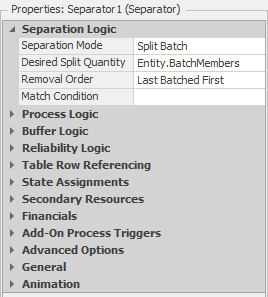 Properties: Separator1 (Separator)
Separation Logic
Separation Mode Split Batch
Desired Split Quantity Entity.BatchMembers
Removal Order Last Batched First
Match Condition
Process Logic
Buffer Logic
Reliability Logic
Table Row Referencing
State Assignments
Secondary Resources
Financials
Add-On Process Triggers
Advanced Options
General
Animation